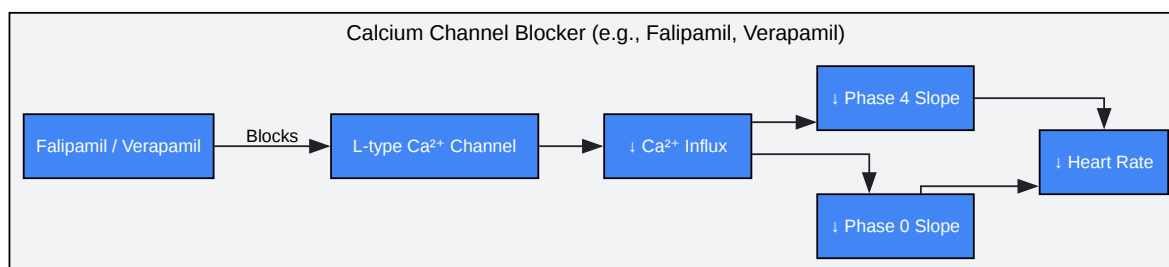 Calcium Channel Blocker (e.g., Falipamil, Verapamil)
Falipamil / Verapamil
Blocks
L-type Ca²⁺ Channel
↓ Ca²⁺ Influx
↓ Phase 4 Slope
↓ Phase 0 Slope
↓ Heart Rate